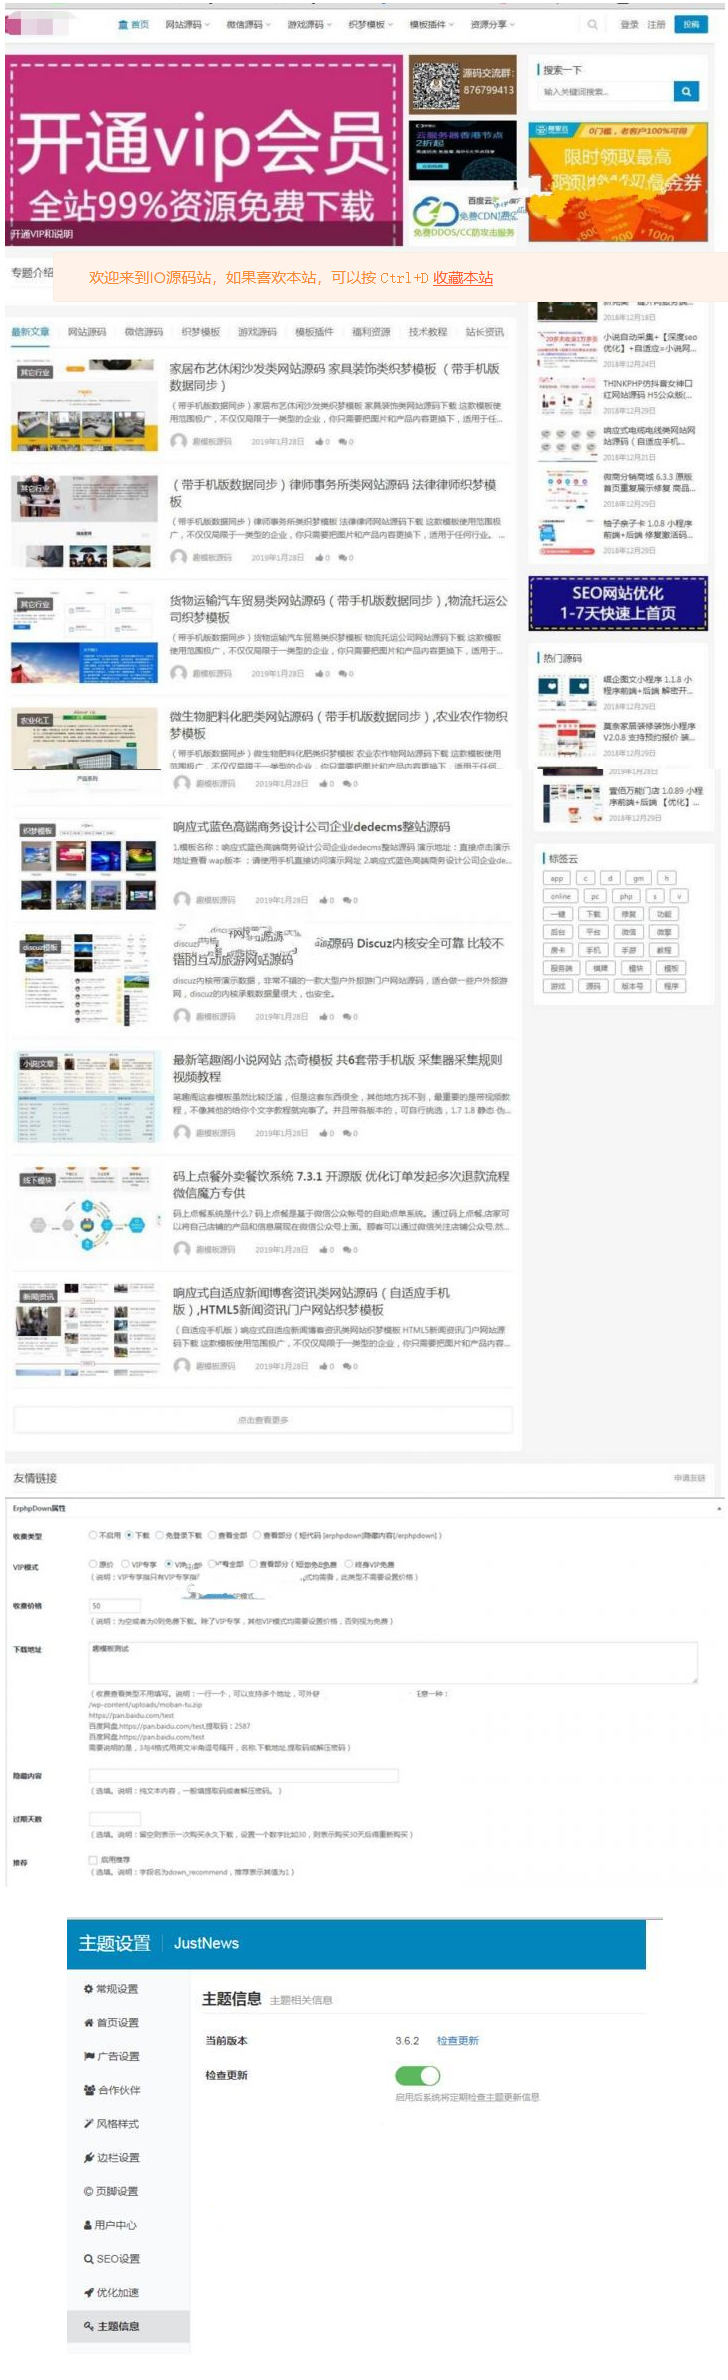 首页 网站源码 微信源码 游戏源码 织梦模板 模板插件 资源分享 登录 注册 投稿
开通vip会员
全站99%资源免费下载
开通VIP和说明
源码交流群:
876799413
云服务器香港节点
2折起
百度云
免费CDN
免费DDOS/CC防攻击服务
搜索一下
输入关键词搜索...
0门槛,老客户100%可得
限时领取最高
专题介绍
欢迎来到IO源码站，如果喜欢本站，可以按 Ctrl+D 收藏本站
最新文章 网站源码 微信源码 织梦模板 游戏源码 模板插件 福利资源 技术教程 站长资讯
其它行业
家居布艺休闲沙发类网站源码 家具装饰类织梦模板（带手机版
数据同步）
（带手机版数据同步）家居布艺休闲沙发类织梦模板 家具装饰类网站源码下载 这款模板使
用范围极广，不仅仅局限于一类型的企业，你只需要把图片和产品内容更换下，适用于任...
趣模板源码 2019年1月28日 0 0
其它行业
（带手机版数据同步）律师事务所类网站源码 法律律师织梦模
板
（带手机版数据同步）律师事务所类织梦模板 法律律师网站源码下载 这款模板使用范围极
广，不仅仅局限于一类型的企业，你只需要把图片和产品内容更换下，适用于任何行业。...
趣模板源码 2019年1月28日 0 0
其它行业
货物运输汽车贸易类网站源码（带手机版数据同步）,物流托运公
司织梦模板
（带手机版数据同步）货物运输汽车贸易类织梦模板 物流托运公司网站源码下载 这款模板
使用范围极广，不仅仅局限于一类型的企业，你只需要把图片和产品内容更换下，适用于...
趣模板源码 2019年1月28日 0 0
农业化工
微生物肥料化肥类网站源码（带手机版数据同步）,农业农作物织
梦模板
（带手机版数据同步）微生物肥料化肥类织梦模板 农业农作物网站源码下载 这款模板使用
范围极广，不仅仅局限于一类型的企业，你只需要把图片和产品内容更换下，适用于任...
产品系列
趣模板源码 2019年1月28日 0 0
织梦模板
响应式蓝色高端商务设计公司企业dedecms整站源码
1.模板名称：响应式蓝色高端商务设计公司企业dedecms整站源码 演示地址：直接点击演示
地址查看 wap版本 ：请使用手机直接访问演示网址 2.响应式蓝色高端商务设计公司企业de...
趣模板源码 2019年1月28日 0 0
discuz模板
源码 Discuz内核安全可靠 比较不
错的互动旅游网站源码
discuz内核带演示数据，非常不错的一款大型户外旅游门户网站源码，适合做一些户外旅游
网，discuz的内核承载数据量很大，也安全。
趣模板源码 2019年1月28日 0 0
小说|文章
最新笔趣阁小说网站 杰奇模板 共6套带手机版 采集器采集规则
视频教程
笔趣阁这套模板虽然比较泛滥，但是这套东西很全，其他地方找不到，最重要的是带视频教
程，不像其他的给你个文字教程就完事了。并且带各版本的，可自行挑选，1.7 1.8 静态 伪...
趣模板源码 2019年1月28日 0 0
线下模块
码上点餐外卖餐饮系统 7.3.1 开源版 优化订单发起多次退款流程
微信魔方专供
码上点餐系统是什么? 码上点餐是基于微信公众帐号的自助点单系统。通过码上点餐,店家可
以将自己店铺的产品和信息展现在微信公众号上面。顾客可以通过微信关注店铺公众号,然...
趣模板源码 2019年1月28日 0 0
新闻|资讯
响应式自适应新闻博客资讯类网站源码（自适应手机
版）,HTML5新闻资讯门户网站织梦模板
（自适应手机版）响应式自适应新闻博客资讯类网站织梦模板 HTML5新闻资讯门户网站源
码下载 这款模板使用范围极广，不仅仅局限于一类型的企业，你只需要把图片和产品内容...
趣模板源码 2019年1月28日 0 0
点击查看更多
2018年12月18日
小说自动采集+【深度seo
优化】+自适应=小说网...
2018年12月24日
THINKPHP仿抖音女神口
红网站源码 H5公众版(...
2018年12月29日
响应式电缆电线类网站网
站源码（自适应手机...
2018年12月21日
微商分销商城 6.3.3 原版
首页重复展示修复 商品...
2018年12月29日
柚子亲子卡 1.0.8 小程序
前端+后端 修复激活码...
2018年12月29日
SEO网站优化
1-7天快速上首页
热门源码
崛企图文小程序 1.1.8 小
程序前端+后端 解密开...
2018年12月29日
莫奈家居装修装饰小程序
V2.0.8 支持预约报价 装...
2018年12月29日
2019年1月28日
壹佰万能门店 1.0.89 小程
序前端+后端 【优化】...
2018年12月29日
标签云
app c d gm h
online pc php s v
一键 下载 修复 功能
后台 平台 微信 微擎
房卡 手机 手游 教程
服务端 棋牌 模块 模板
游戏 源码 版本号 程序
友情链接 申请友链
ErphpDown属性
收费类型 不启用 下载 免登录下载 查看全部 查看部分（短代码 [erphpdown]隐藏内容[/erphpdown]）
VIP模式 原价 VIP专享
终身VIP免费
收费价格 50
（说明：为空或者为0则免费下载。除了VIP专享，其他VIP模式均需要设置价格，否则视为免费）
下载地址 趣模板测试
（收费查看类型不用填写。说明：一行一个，可以支持多个地址，可外链 任意一种：
/wp-content/uploads/moban-tu.zip
https://pan.baidu.com/test
百度网盘,https://pan.baidu.com/test,提取码：2587
百度网盘,https://pan.baidu.com/test
需要说明的是，3与4格式用英文半角逗号隔开，名称,下载地址,提取码或解压密码）
隐藏内容
（选填。说明：纯文本内容，一般填提取码或者解压密码。）
过期天数
（选填。说明：留空则表示一次购买永久下载，设置一个数字比如30，则表示购买30天后得重新购买）
推荐 启用推荐
（选填。说明：字段名为down_recommend，推荐表示其值为1）
主题设置 JustNews
常规设置
首页设置
广告设置
合作伙伴
风格样式
边栏设置
页脚设置
用户中心
SEO设置
优化加速
主题信息
主题信息 主题相关信息
当前版本 3.6.2 检查更新
检查更新
启用后系统将定期检查主题更新信息